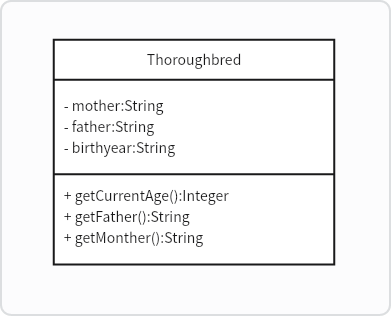 Thoroughbred
- mother:String
- father:String
- birthyear:String
+ getCurrentAge():Integer
+ getFather():String
+ getMonther():String